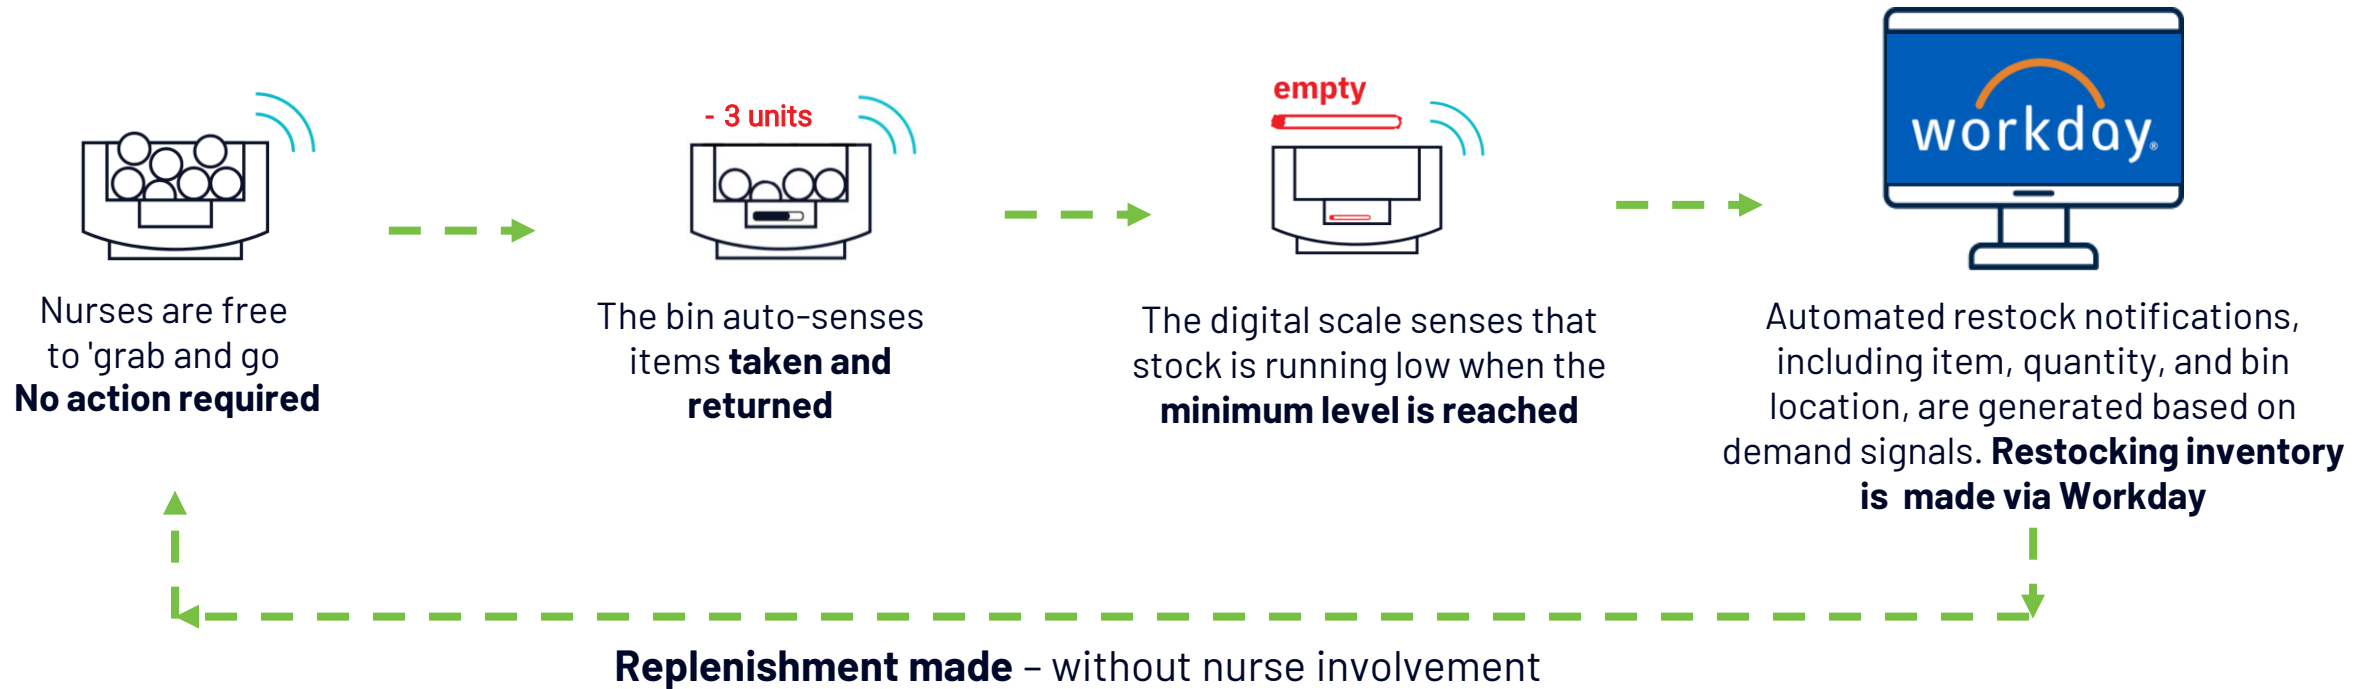 Nurses are free
to 'grab and go
No action required
- 3 units
The bin auto-senses
items taken and
returned
empty
The digital scale senses that
stock is running low when the
minimum level is reached
workday®
Automated restock notifications,
including item, quantity, and bin
location, are generated based on
demand signals. Restocking inventory
is  made via Workday
Replenishment made – without nurse involvement